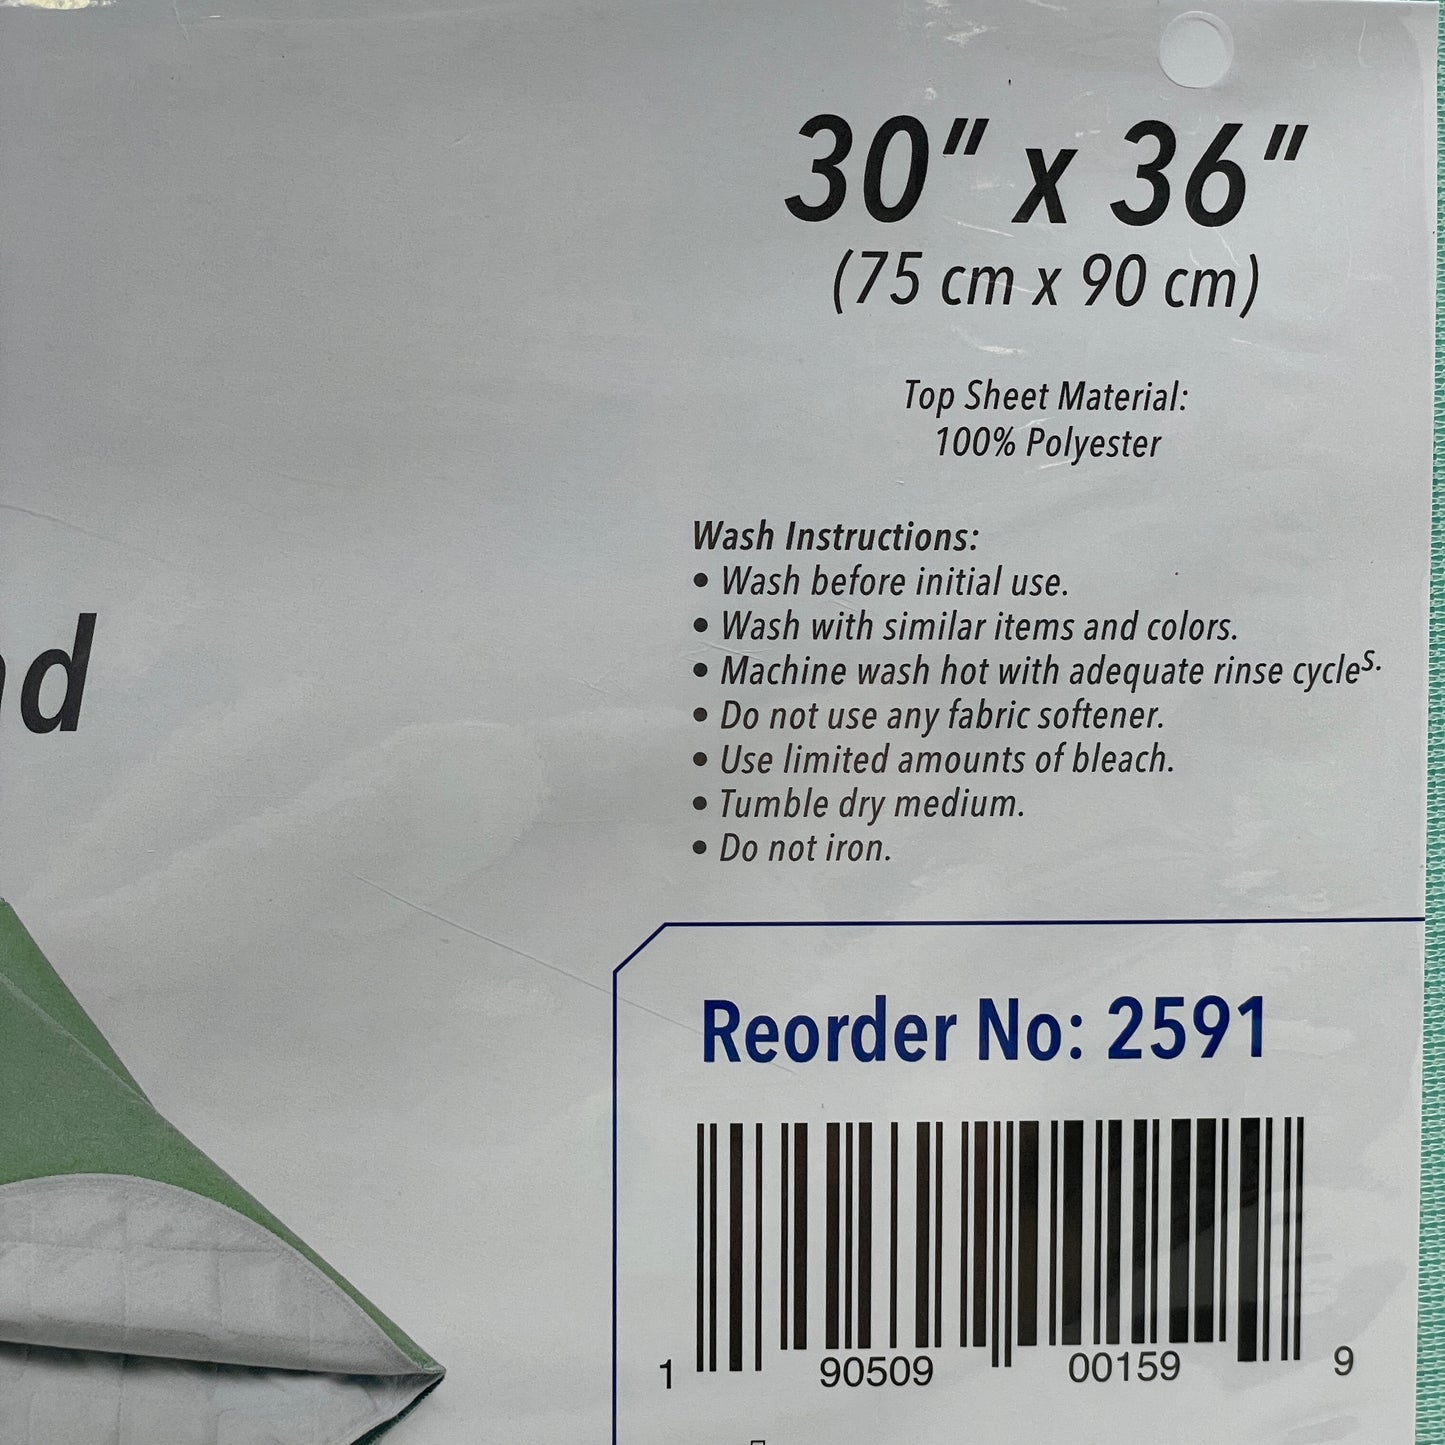 30" x 36"
(75 cm x 90 cm)
Top Sheet Material:
100% Polyester
Wash Instructions:
• Wash before initial use.
• Wash with similar items and colors.
• Machine wash hot with adequate rinse cycles.
• Do not use any fabric softener.
• Use limited amounts of bleach.
• Tumble dry medium.
• Do not iron.
Reorder No: 2591
1 90509 00159 9